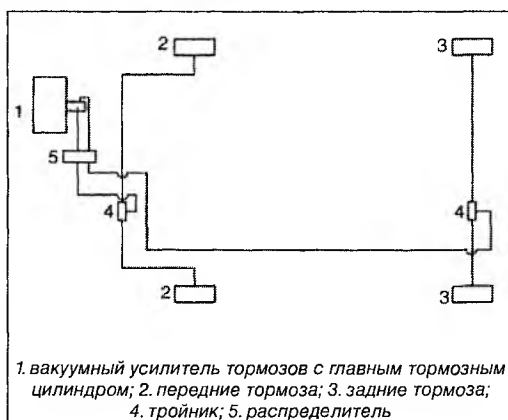 2
3
1
5
4
4
2
3
1. вакуумный усилитель тормозов с главным тормозным
цилиндром; 2. передние тормоза; 3. задние тормоза;
4. тройник; 5. распределитель